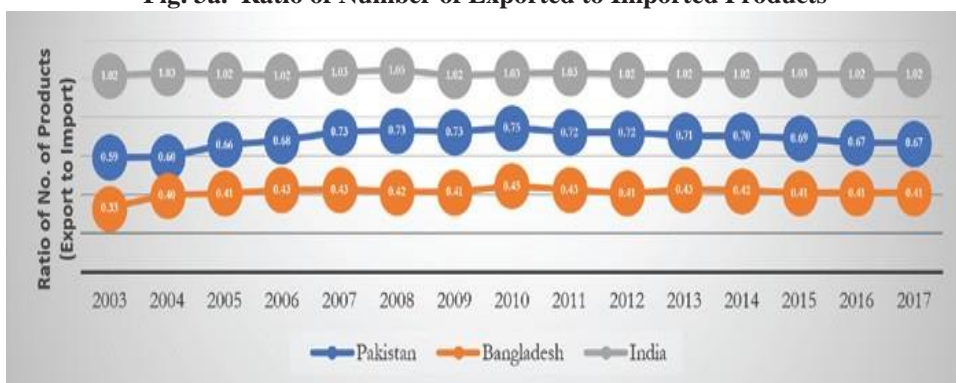 Fig. 3a. Ratio of Number of Exported to Imported Products
Ratio of No. of Products
(Export to Import)
1.02 1.03 1.02 1.02 1.03 1.05 1.02 1.03 1.03 1.02 1.02 1.02 1.03 1.02 1.02
0.59 0.60 0.66 0.68 0.73 0.73 0.73 0.75 0.72 0.72 0.71 0.70 0.69 0.67 0.67
0.33 0.40 0.41 0.43 0.43 0.42 0.41 0.45 0.43 0.41 0.43 0.42 0.41 0.41 0.41
2003 2004 2005 2006 2007 2008 2009 2010 2011 2012 2013 2014 2015 2016 2017
Pakistan Bangladesh India